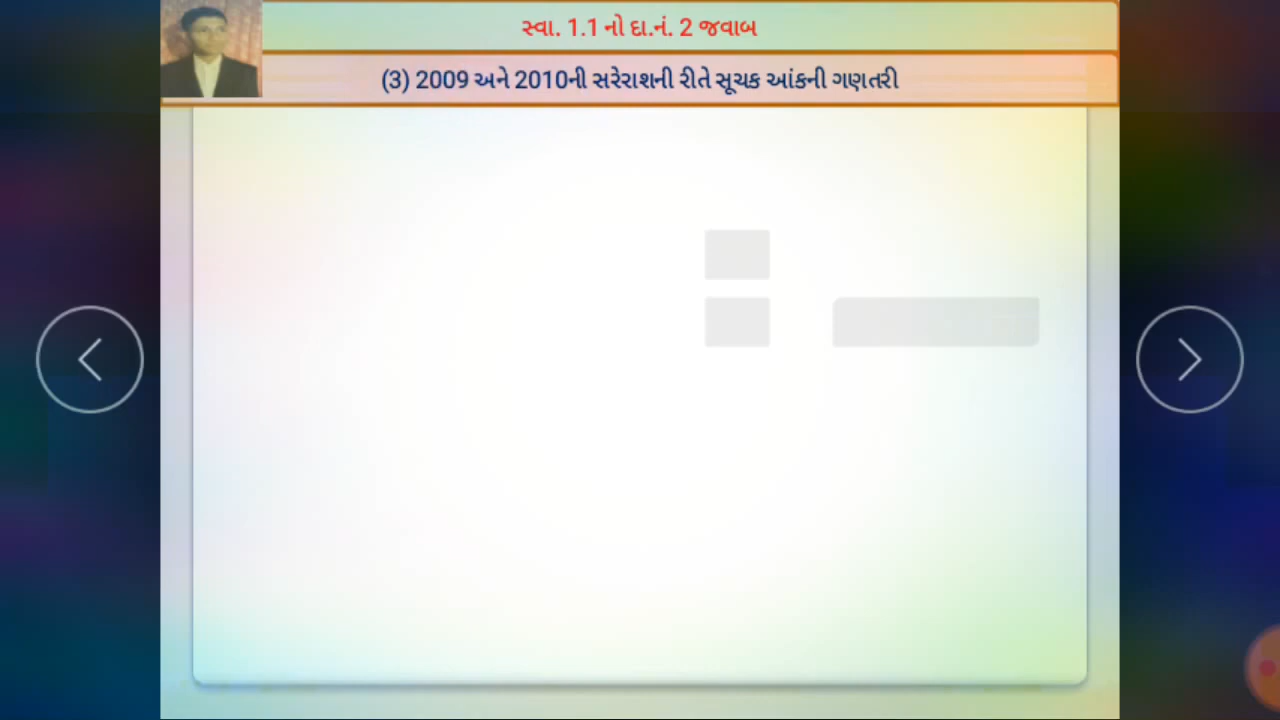 સ્વા. 1.1 નો દા.નં. 2 જવાબ
(3) 2009 અને 2010ની સરેરાશની રીતે સૂચક આંકની ગણતરી